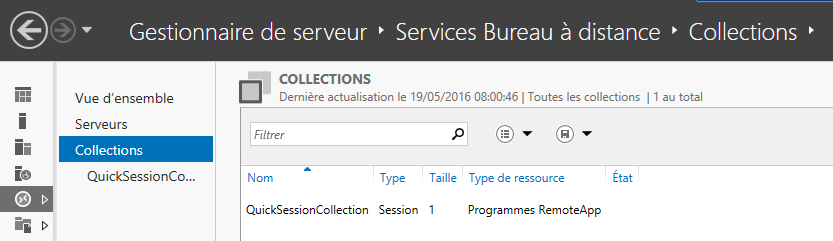 Gestionnaire de serveur ‣ Services Bureau à distance ‣ Collections ‣
Vue d'ensemble
Serveurs
Collections
QuickSessionCo...
COLLECTIONS
Dernière actualisation le 19/05/2016 08:00:46 | Toutes les collections | 1 au total
Filtrer
Nom Type Taille Type de ressource État
QuickSessionCollection Session 1 Programmes RemoteApp